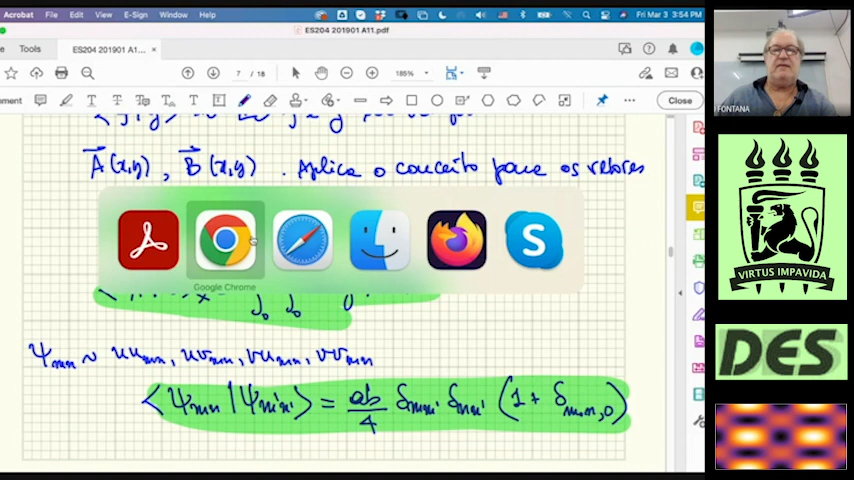 Acrobat File Edit View Sign Window Help Fri Mar 3 3:54 PM
ES204 201901 A11.pdf
Tools ES204 201901 A1... ×
7 / 18 185%
mment Close
FONTANA
A(x,y), B(x,y). Aplica o conceito para os vetores
Google Chrome
VIRTUS IMPAVIDA
Ψmn ~ uumn, uvmn, vumn, vvmn
⟨Ψmn|Ψm'n'⟩ = ab/4 δmm' δnn' (1 + δm·n,0)
DES